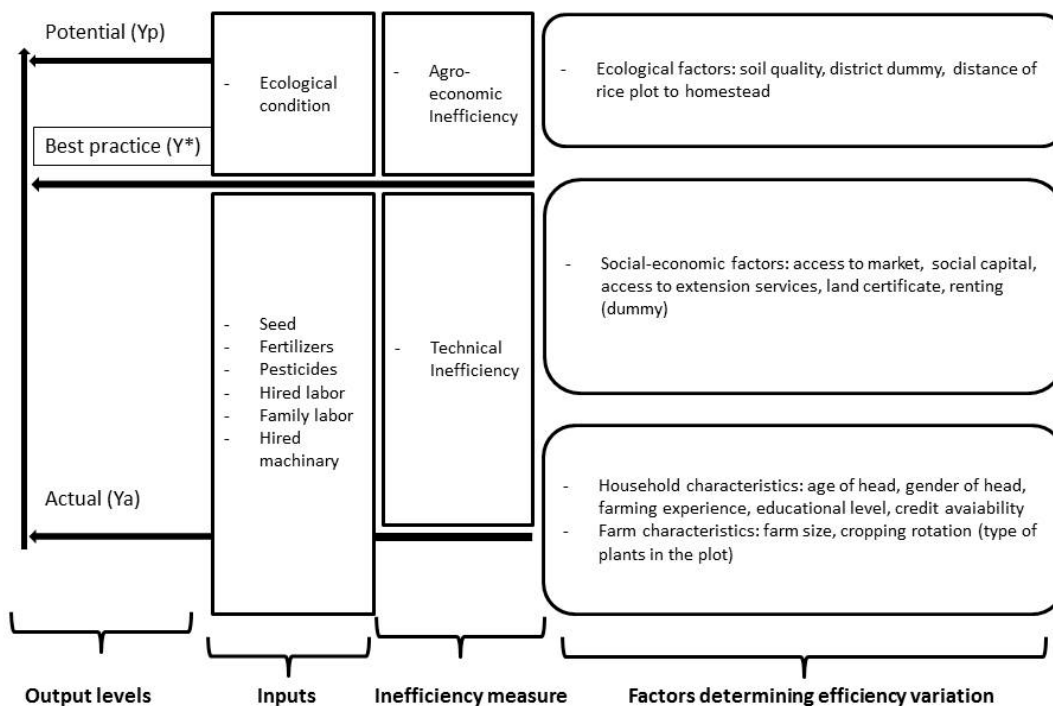 Potential (Yp)
Best practice (Y*)
Actual (Ya)
- Ecological
condition
- Seed
- Fertilizers
- Pesticides
- Hired labor
- Family labor
- Hired
machinary
- Agro-
economic
Inefficiency
- Technical
Inefficiency
- Ecological factors: soil quality, district dummy, distance of
rice plot to homestead
- Social-economic factors: access to market, social capital,
access to extension services, land certificate, renting
(dummy)
- Household characteristics: age of head, gender of head,
farming experience, educational level, credit avaiability
- Farm characteristics: farm size, cropping rotation (type of
plants in the plot)
Output levels
Inputs
Inefficiency measure
Factors determining efficiency variation